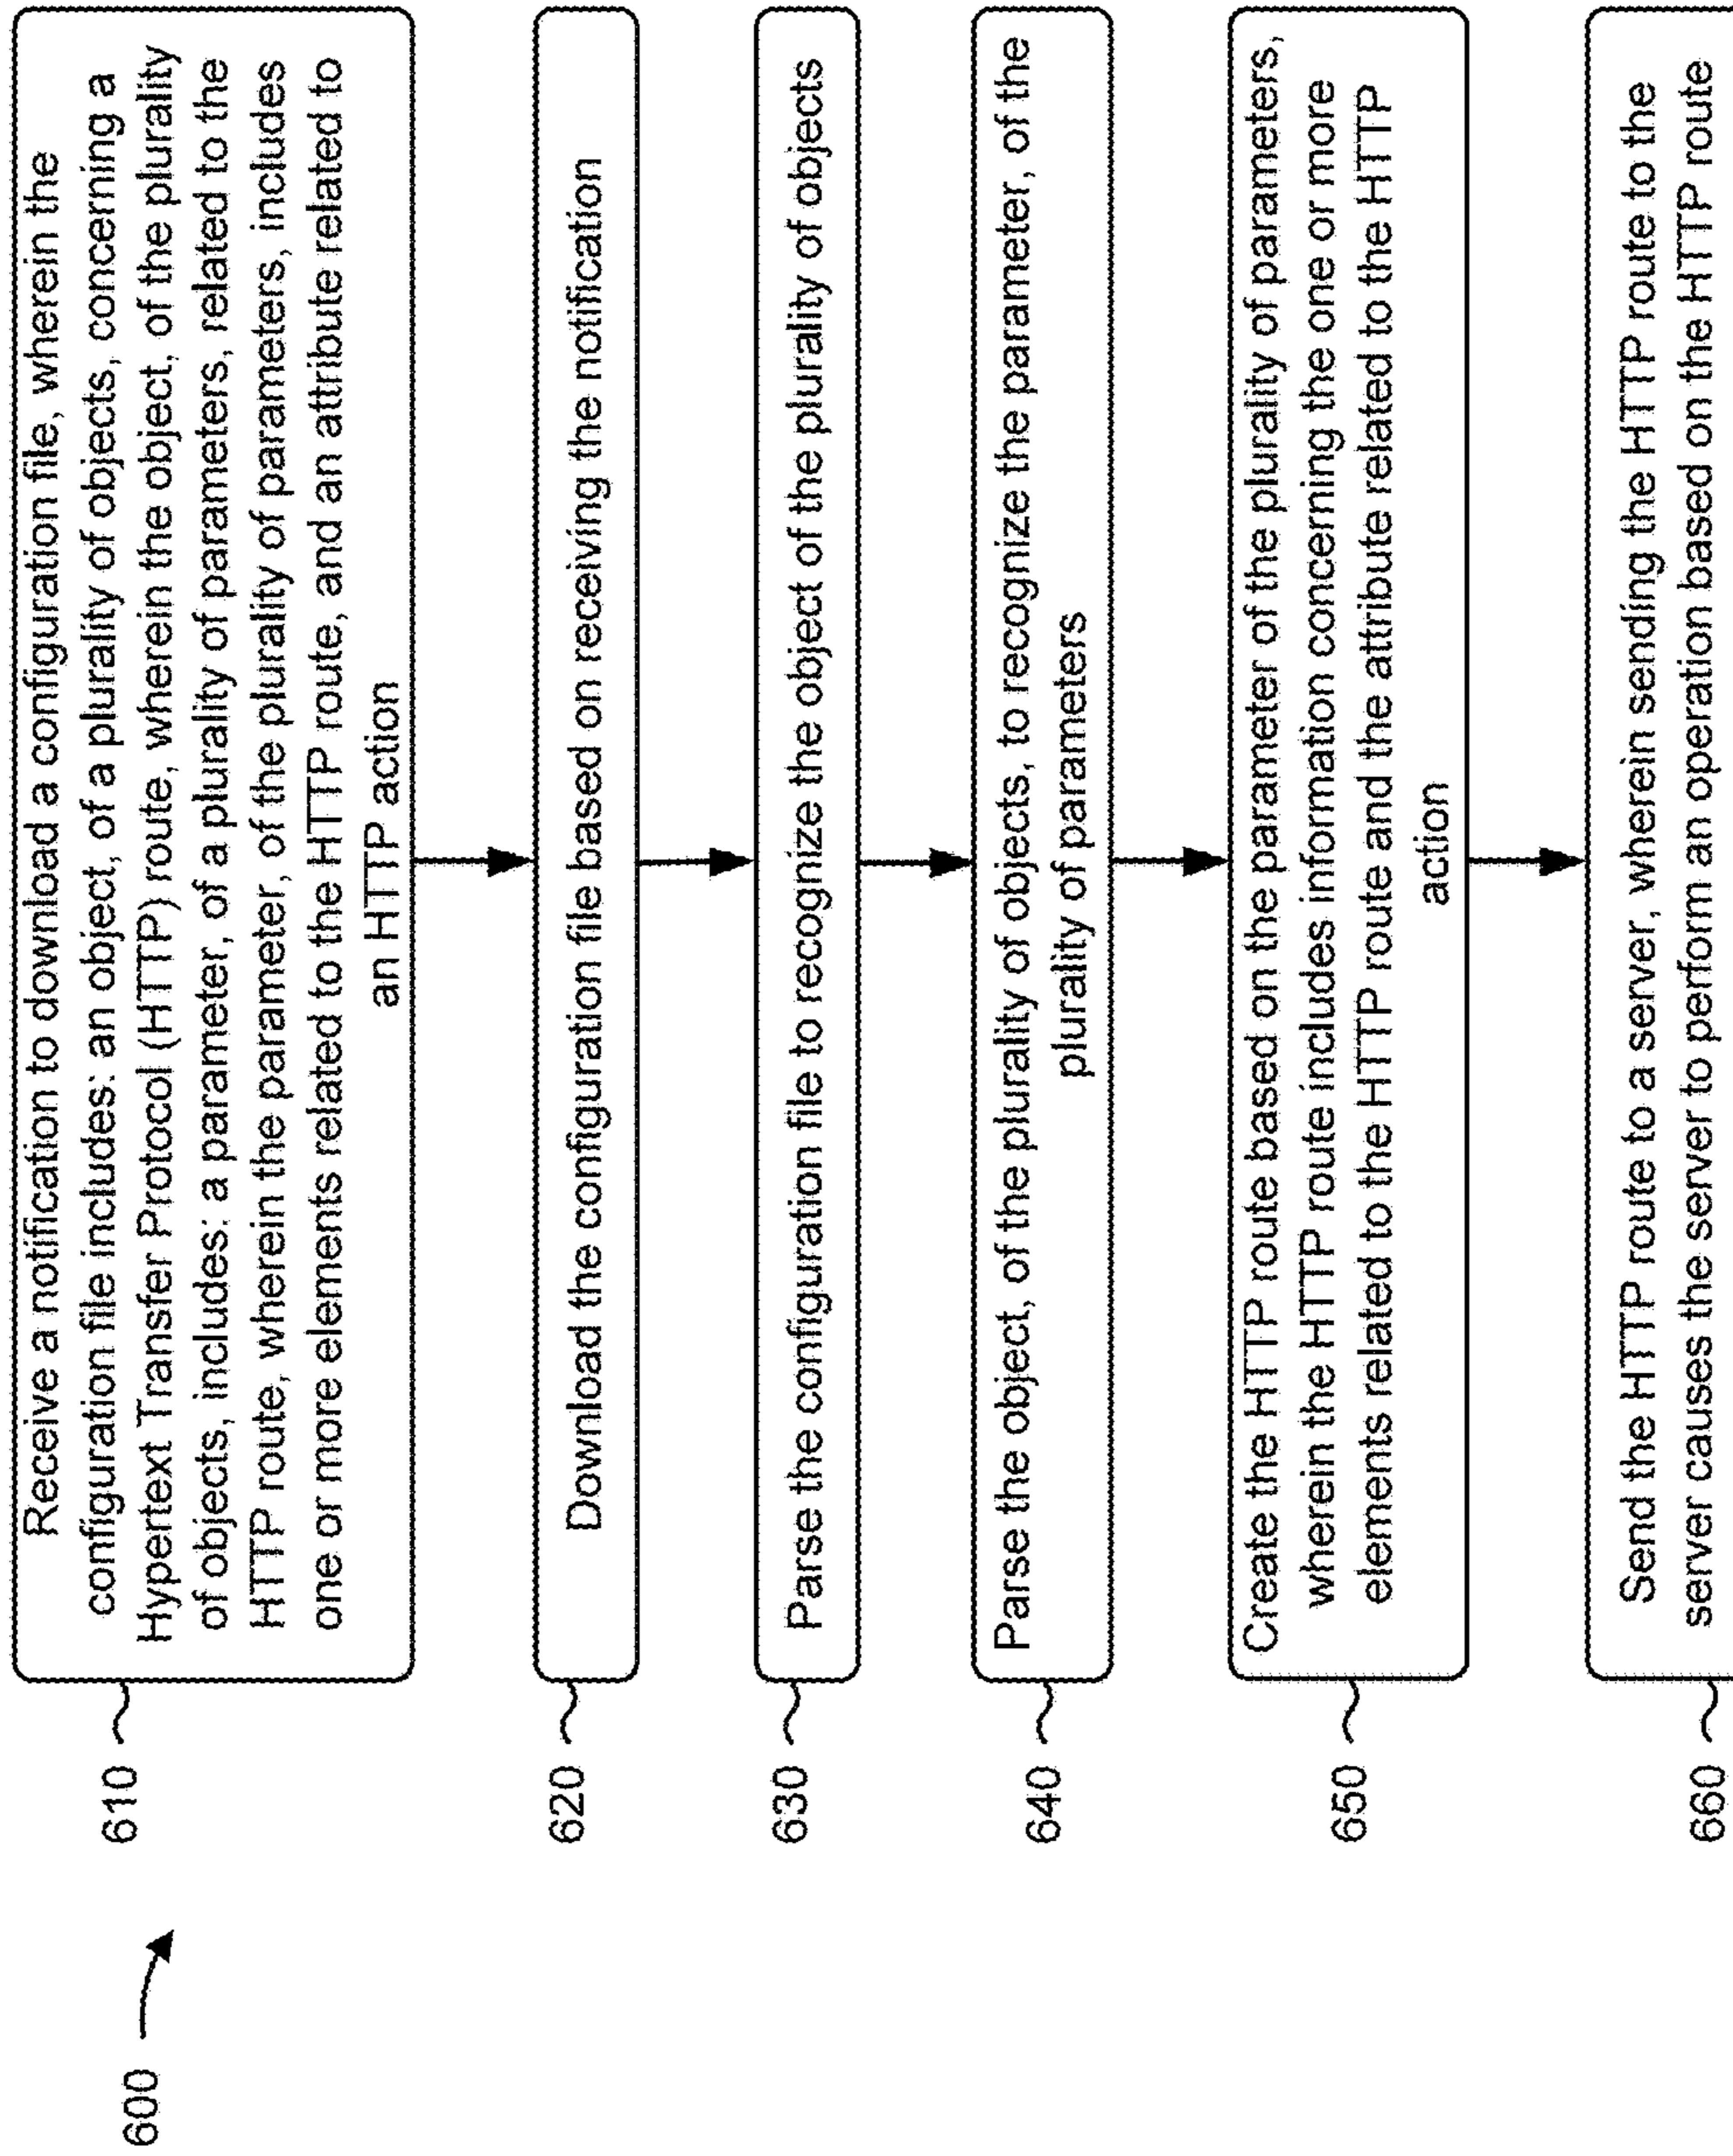 600
610
Receive a notification to download a configuration file, wherein the
configuration file includes: an object, of a plurality of objects, concerning a
Hypertext Transfer Protocol (HTTP) route, wherein the object, of the plurality
of objects, includes: a parameter, of a plurality of parameters, related to the
HTTP route, wherein the parameter, of the plurality of parameters, includes
one or more elements related to the HTTP route, and an attribute related to
an HTTP action
620
Download the configuration file based on receiving the notification
630
Parse the configuration file to recognize the object of the plurality of objects
640
Parse the object, of the plurality of objects, to recognize the parameter, of the
plurality of parameters
650
Create the HTTP route based on the parameter of the plurality of parameters,
wherein the HTTP route includes information concerning the one or more
elements related to the HTTP route and the attribute related to the HTTP
action
660
Send the HTTP route to a server, wherein sending the HTTP route to the
server causes the server to perform an operation based on the HTTP route